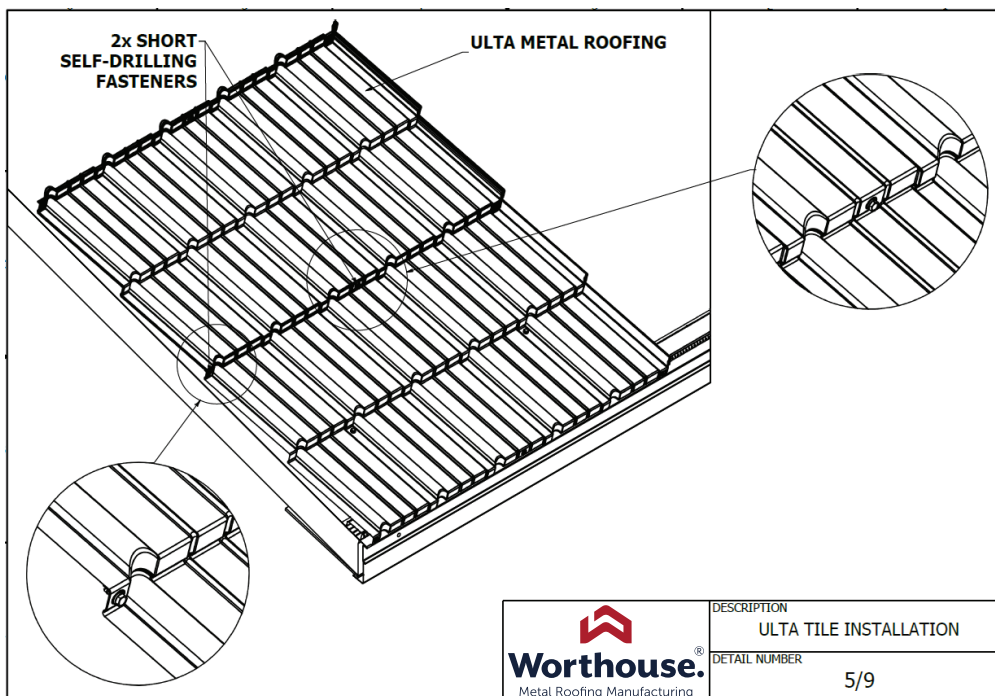 2x SHORT
SELF-DRILLING
FASTENERS
ULTA METAL ROOFING
Worthouse.®
Metal Roofing Manufacturing
DESCRIPTION
ULTA TILE INSTALLATION
DETAIL NUMBER
5/9